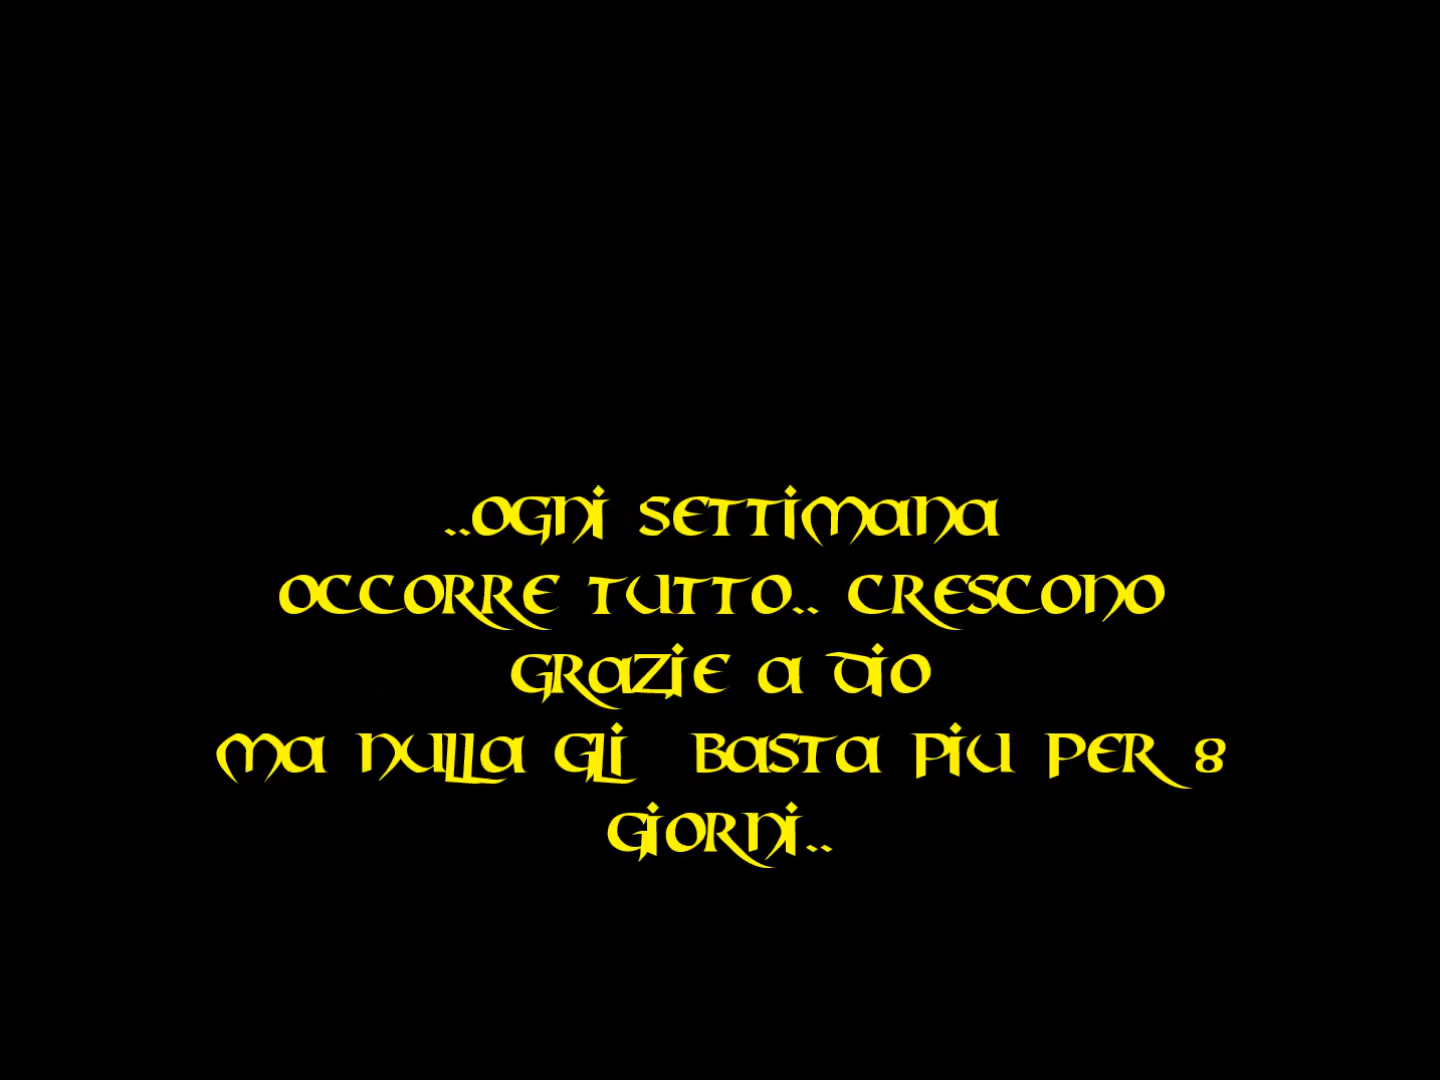 ..OGNI SETTIMANA
OCCORRE TUTTO.. CRESCONO
GRAZIE A DIO
MA NULLA GLI  BASTA PIU PER 8
GIORNI..